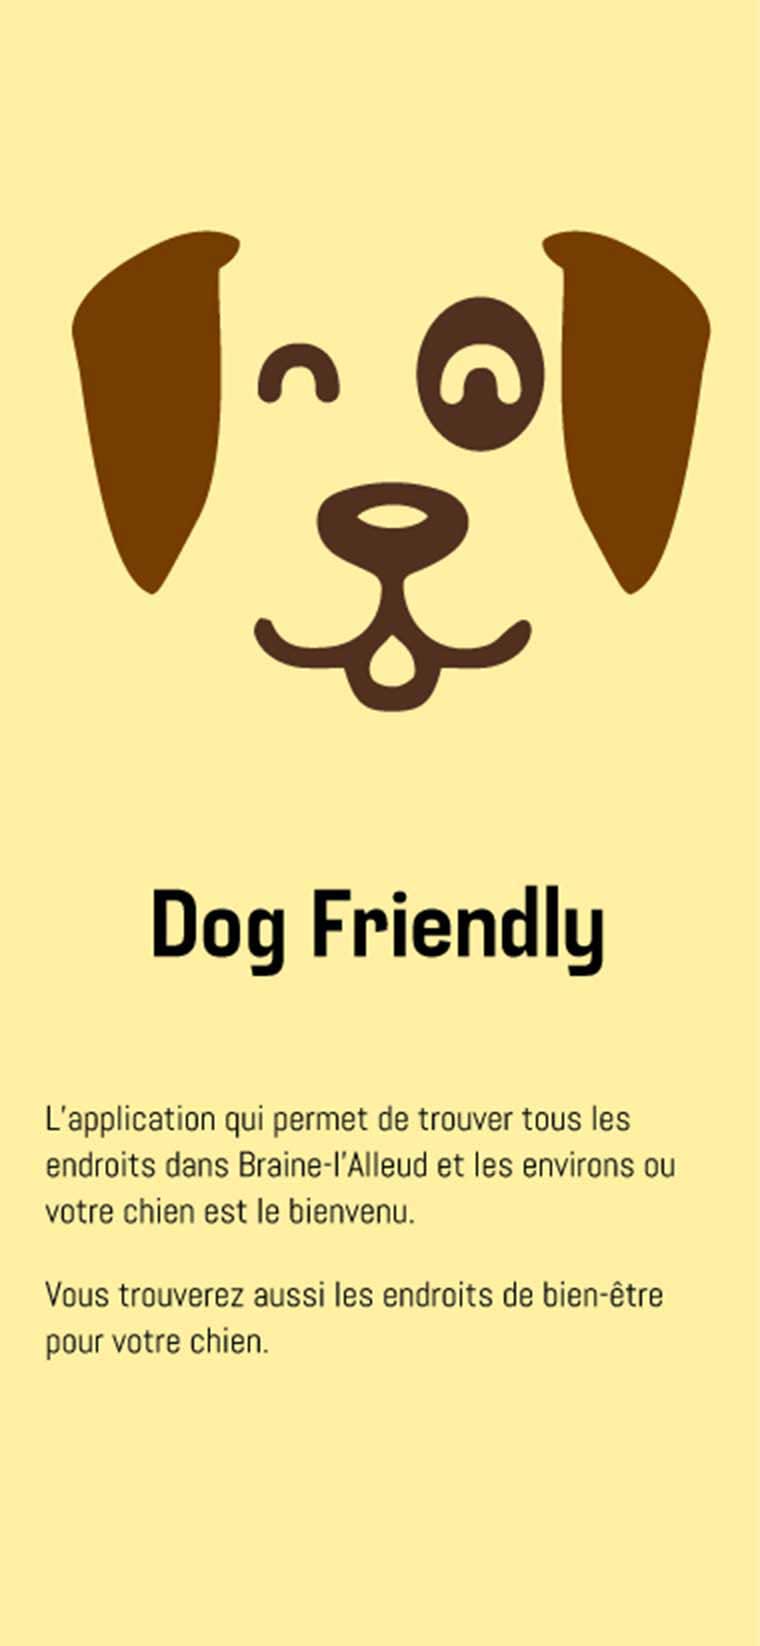 Dog Friendly
L'application qui permet de trouver tous les
endroits dans Braine-l'Alleud et les environs ou
votre chien est le bienvenu.
Vous trouverez aussi les endroits de bien-être
pour votre chien.